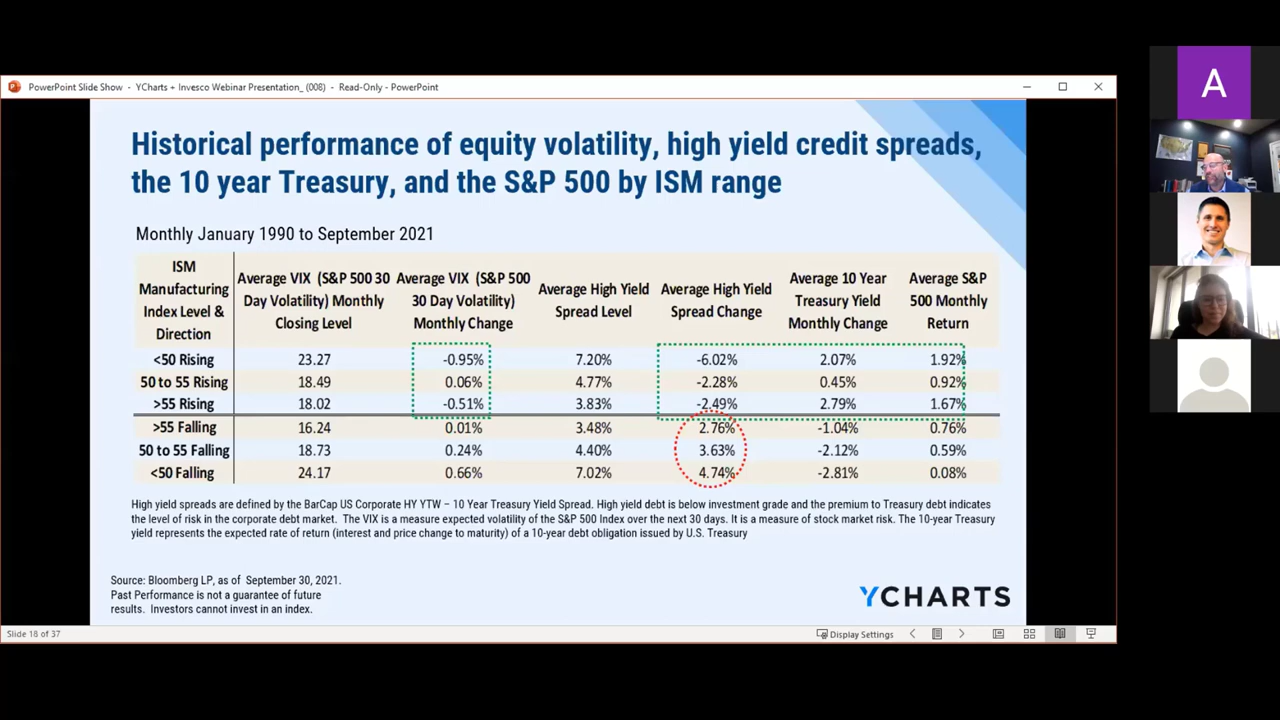 A
PowerPoint Slide Show - YCharts + Invesco Webinar Presentation_ (008) - Read-Only - PowerPoint
Historical performance of equity volatility, high yield credit spreads,
the 10 year Treasury, and the S&P 500 by ISM range
Monthly January 1990 to September 2021
ISM
Manufacturing
Index Level &
Direction
Average VIX (S&P 500 30
Day Volatility) Monthly
Closing Level
Average VIX (S&P 500
30 Day Volatility)
Monthly Change
Average High Yield
Spread Level
Average High Yield
Spread Change
Average 10 Year
Treasury Yield
Monthly Change
Average S&P
500 Monthly
Return
<50 Rising 23.27 -0.95% 7.20% -6.02% 2.07% 1.92%
50 to 55 Rising 18.49 0.06% 4.77% -2.28% 0.45% 0.92%
>55 Rising 18.02 -0.51% 3.83% -2.49% 2.79% 1.67%
>55 Falling 16.24 0.01% 3.48% 2.76% -1.04% 0.76%
50 to 55 Falling 18.73 0.24% 4.40% 3.63% -2.12% 0.59%
<50 Falling 24.17 0.66% 7.02% 4.74% -2.81% 0.08%
High yield spreads are defined by the BarCap US Corporate HY YTW – 10 Year Treasury Yield Spread. High yield debt is below investment grade and the premium to Treasury debt indicates
the level of risk in the corporate debt market. The VIX is a measure expected volatility of the S&P 500 Index over the next 30 days. It is a measure of stock market risk. The 10-year Treasury
yield represents the expected rate of return (interest and price change to maturity) of a 10-year debt obligation issued by U.S. Treasury
Source: Bloomberg LP, as of September 30, 2021.
Past Performance is not a guarantee of future
results. Investors cannot invest in an index.
YCHARTS
Slide 18 of 37
Display Settings